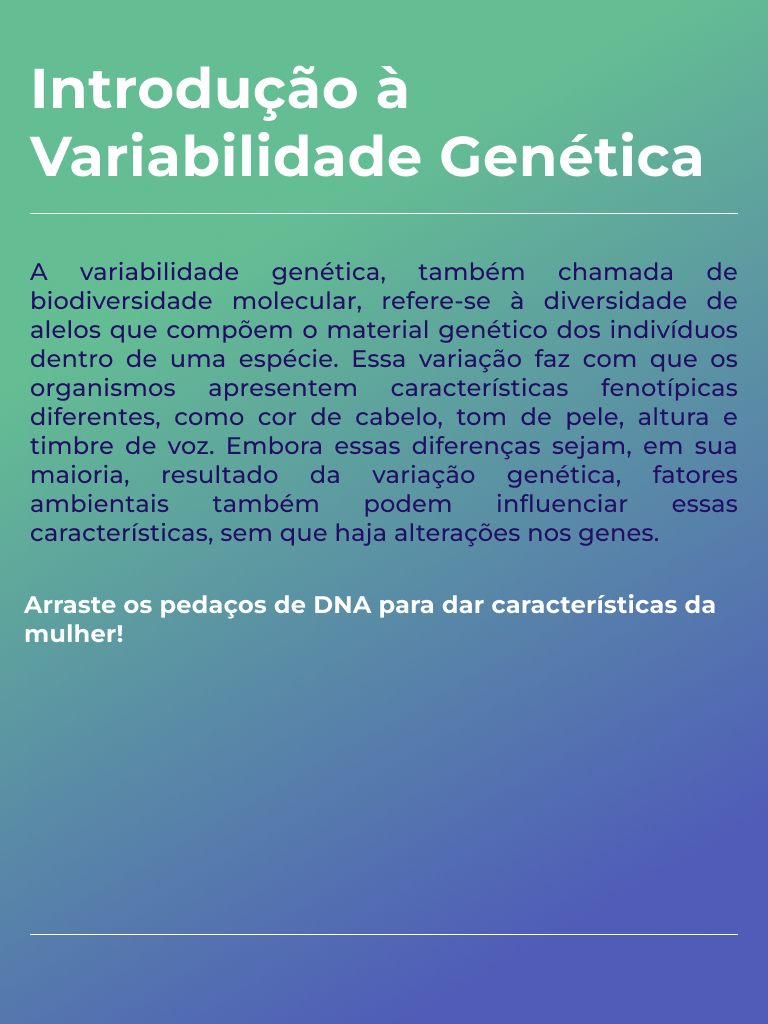 Introdução à
Variabilidade Genética
A variabilidade genética, também chamada de
biodiversidade molecular, refere-se à diversidade de
alelos que compõem o material genético dos indivíduos
dentro de uma espécie. Essa variação faz com que os
organismos apresentem características fenotípicas
diferentes, como cor de cabelo, tom de pele, altura e
timbre de voz. Embora essas diferenças sejam, em sua
maioria, resultado da variação genética, fatores
ambientais também podem influenciar essas
características, sem que haja alterações nos genes.
Arraste os pedaços de DNA para dar características da
mulher!